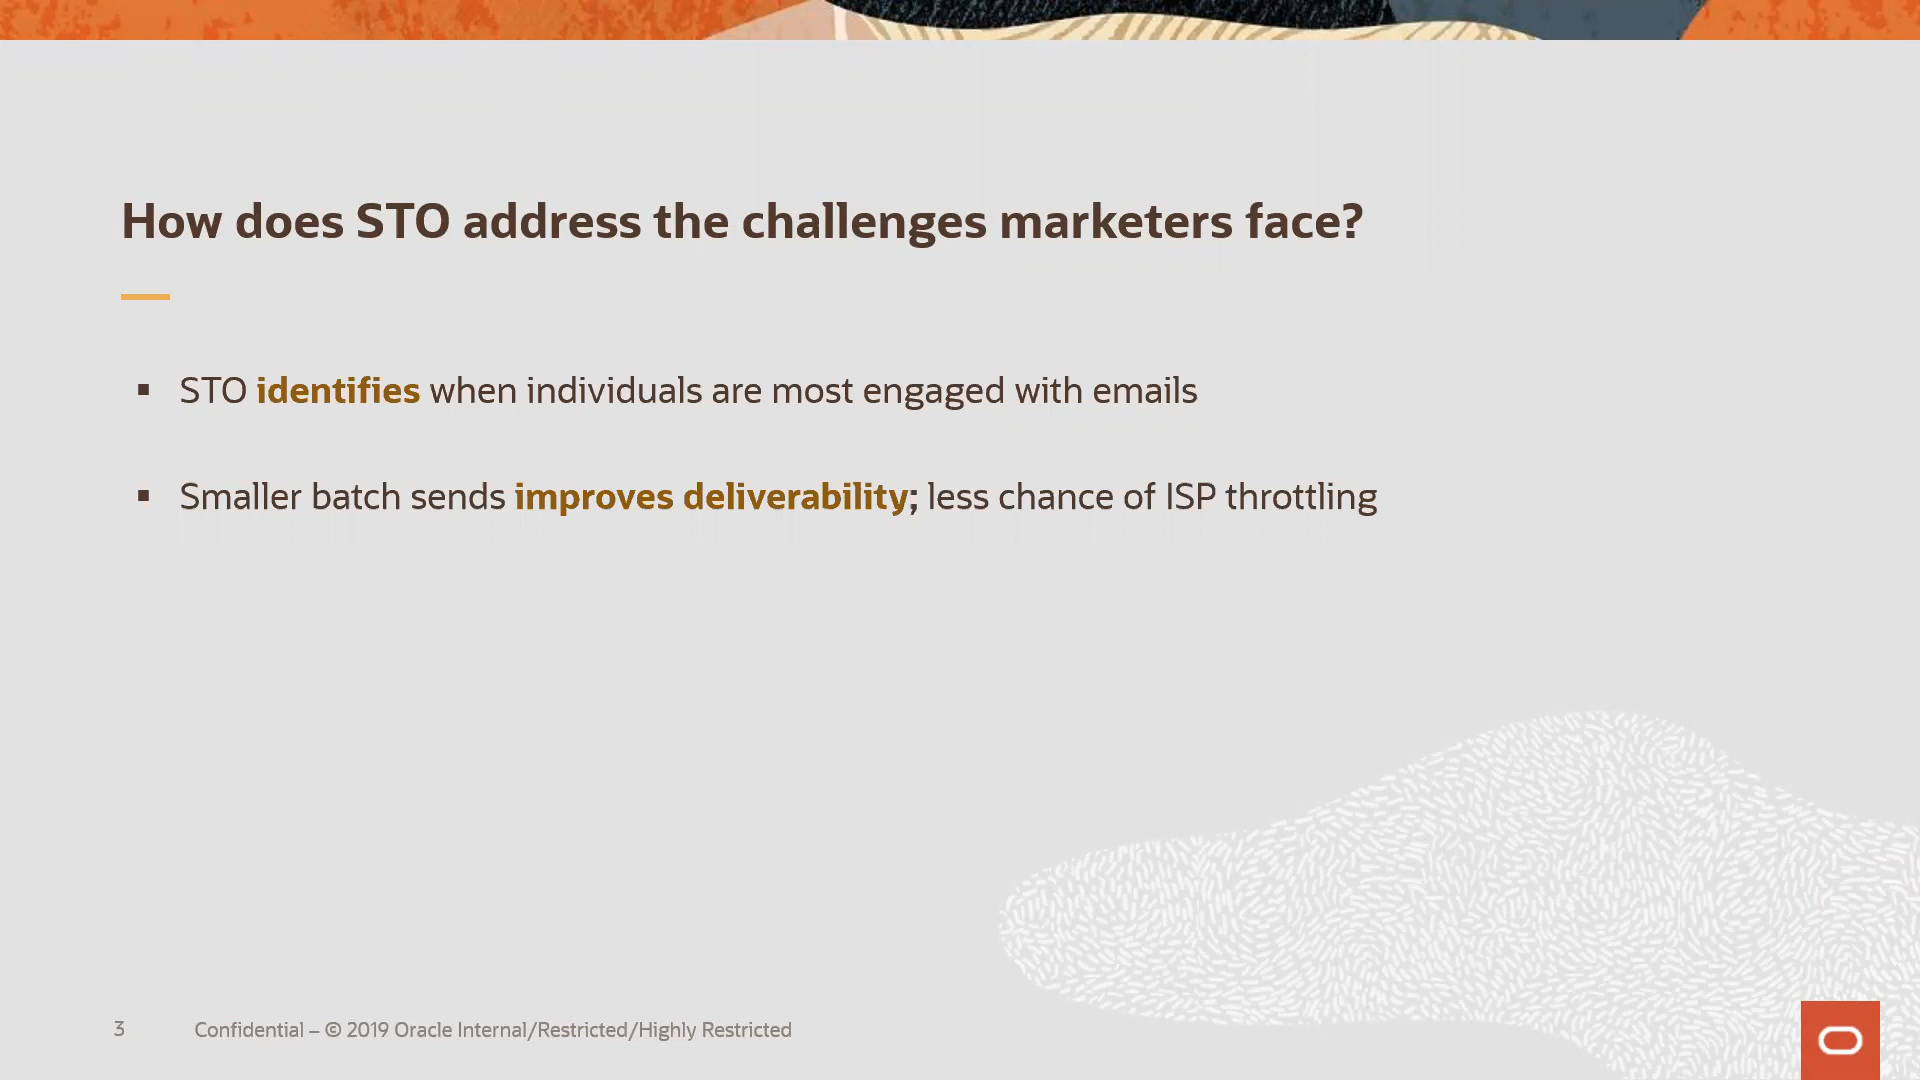 How does STO address the challenges marketers face?
▪ STO identifies when individuals are most engaged with emails
▪ Smaller batch sends improves deliverability; less chance of ISP throttling
3 Confidential – © 2019 Oracle Internal/Restricted/Highly Restricted